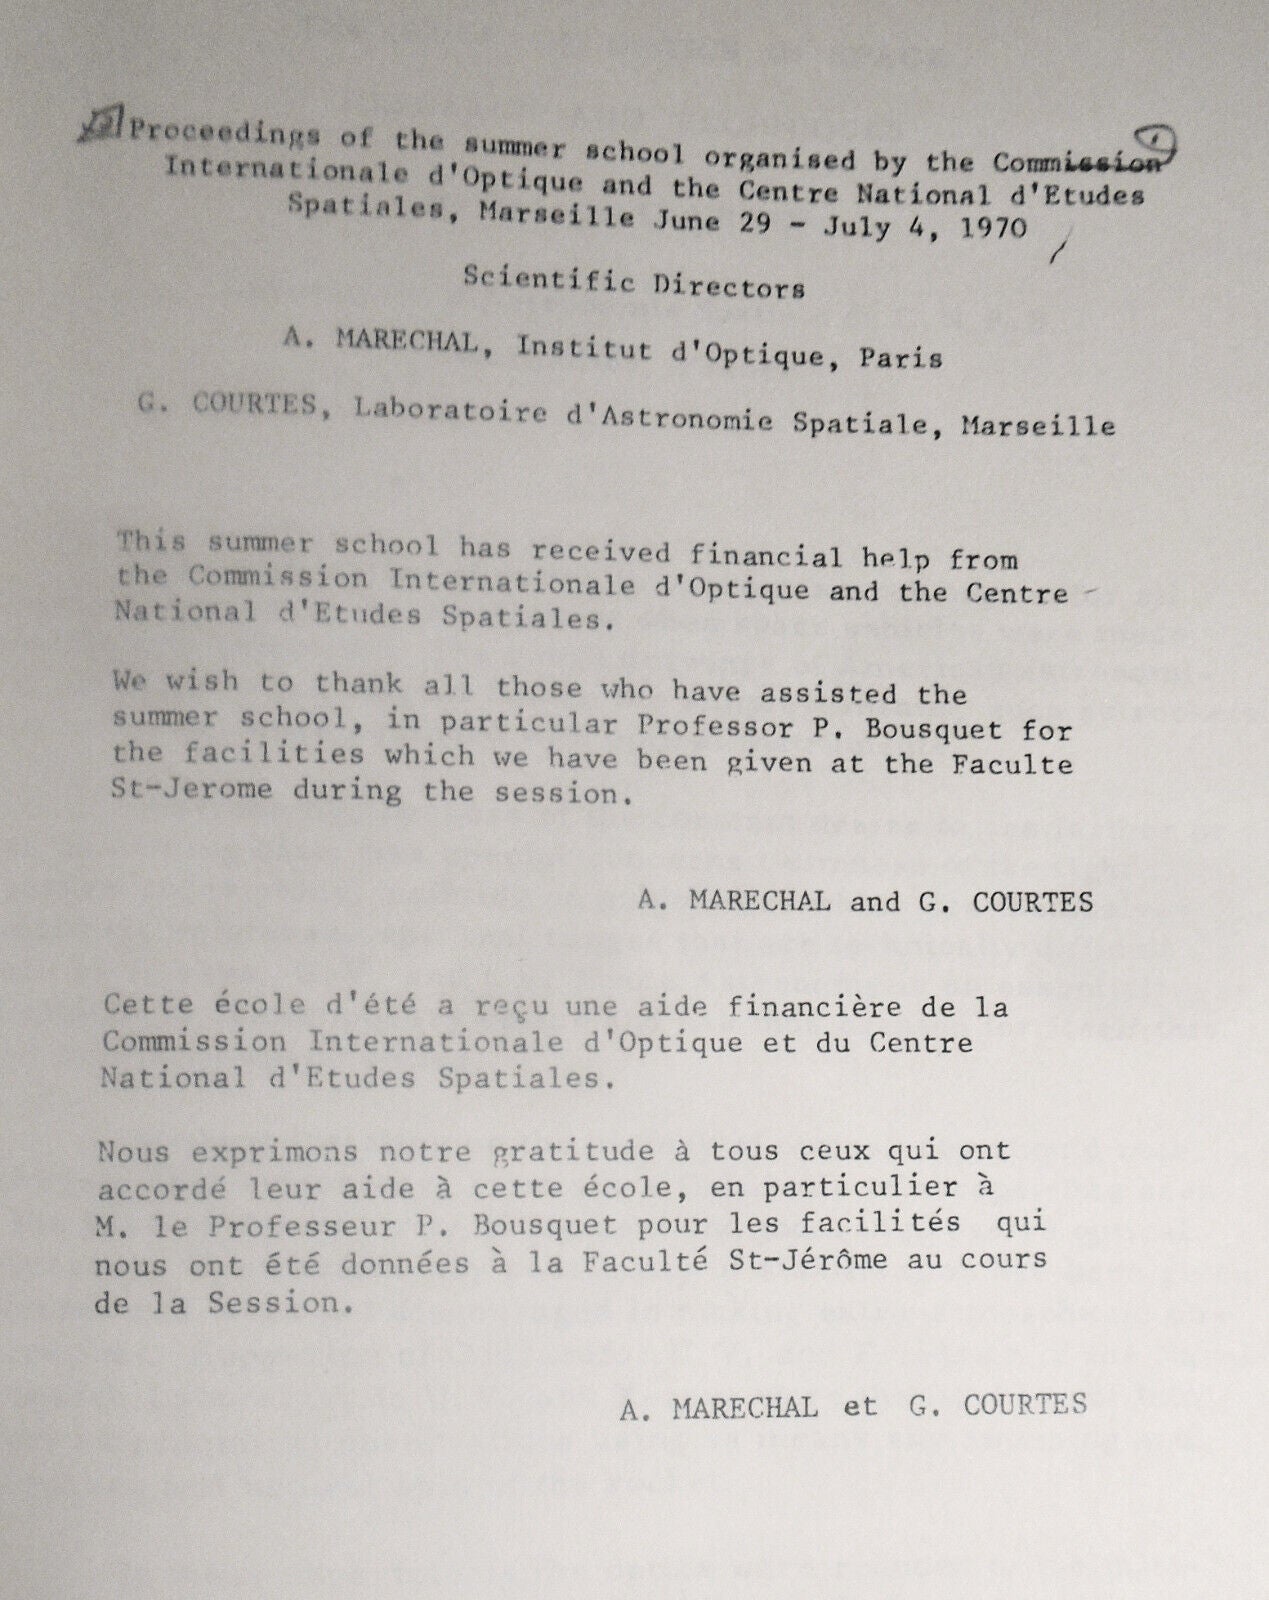 Proceedings of the summer school organised by the Commission
Internationale d'Optique and the Centre National d'Etudes
Spatiales, Marseille June 29 - July 4, 1970
Scientific Directors
A. MARECHAL, Institut d'Optique, Paris
G. COURTES, Laboratoire d'Astronomie Spatiale, Marseille
This summer school has received financial help from
the Commission Internationale d'Optique and the Centre
National d'Etudes Spatiales.
We wish to thank all those who have assisted the
summer school, in particular Professor P. Bousquet for
the facilities which we have been given at the Faculte
St-Jerome during the session.
A. MARECHAL and G. COURTES
Cette école d'été a reçu une aide financière de la
Commission Internationale d'Optique et du Centre
National d'Etudes Spatiales.
Nous exprimons notre gratitude à tous ceux qui ont
accordé leur aide à cette école, en particulier à
M. le Professeur P. Bousquet pour les facilités qui
nous ont été données à la Faculté St-Jérôme au cours
de la Session.
A. MARECHAL et G. COURTES